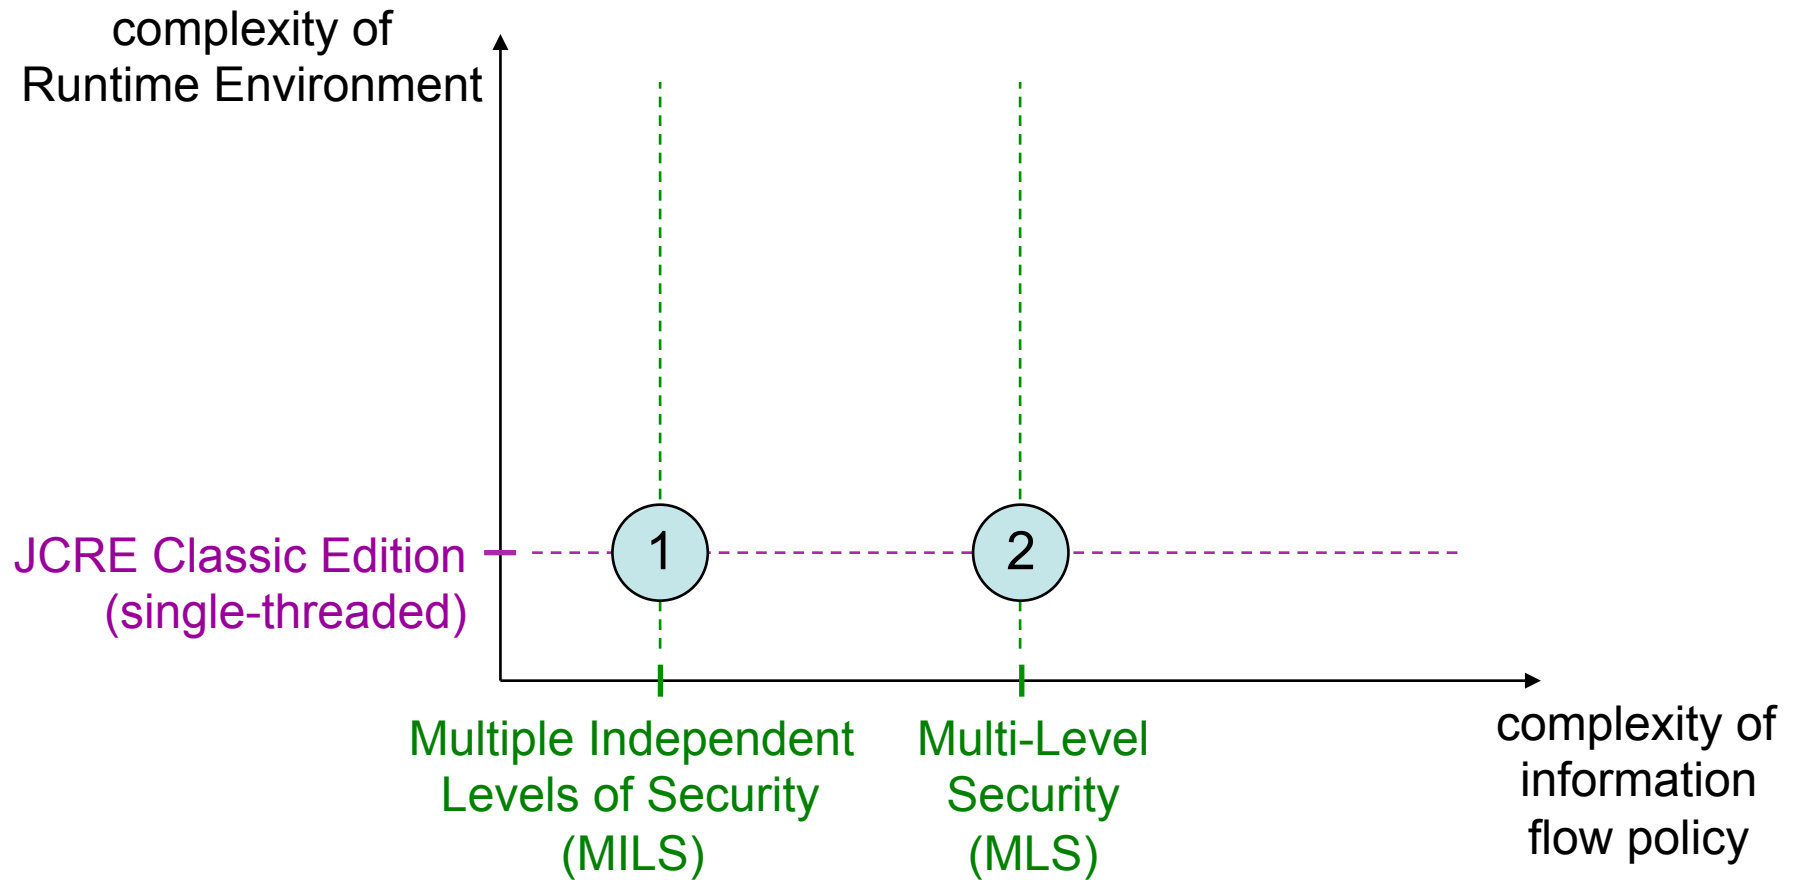 complexity of
Runtime Environment
1
2
JCRE Classic Edition
(single-threaded)
Multiple Independent
Levels of Security
(MILS)
Multi-Level
Security
(MLS)
complexity of
information
flow policy